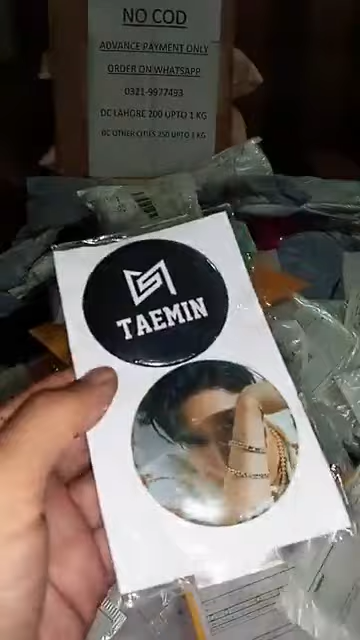 NO COD
ADVANCE PAYMENT ONLY
ORDER ON WHATSAPP
0321-9977493
DC LAHORE 200 UPTO 1 KG
DC OTHER CITIES 250 UPTO 1 KG
TAEMIN